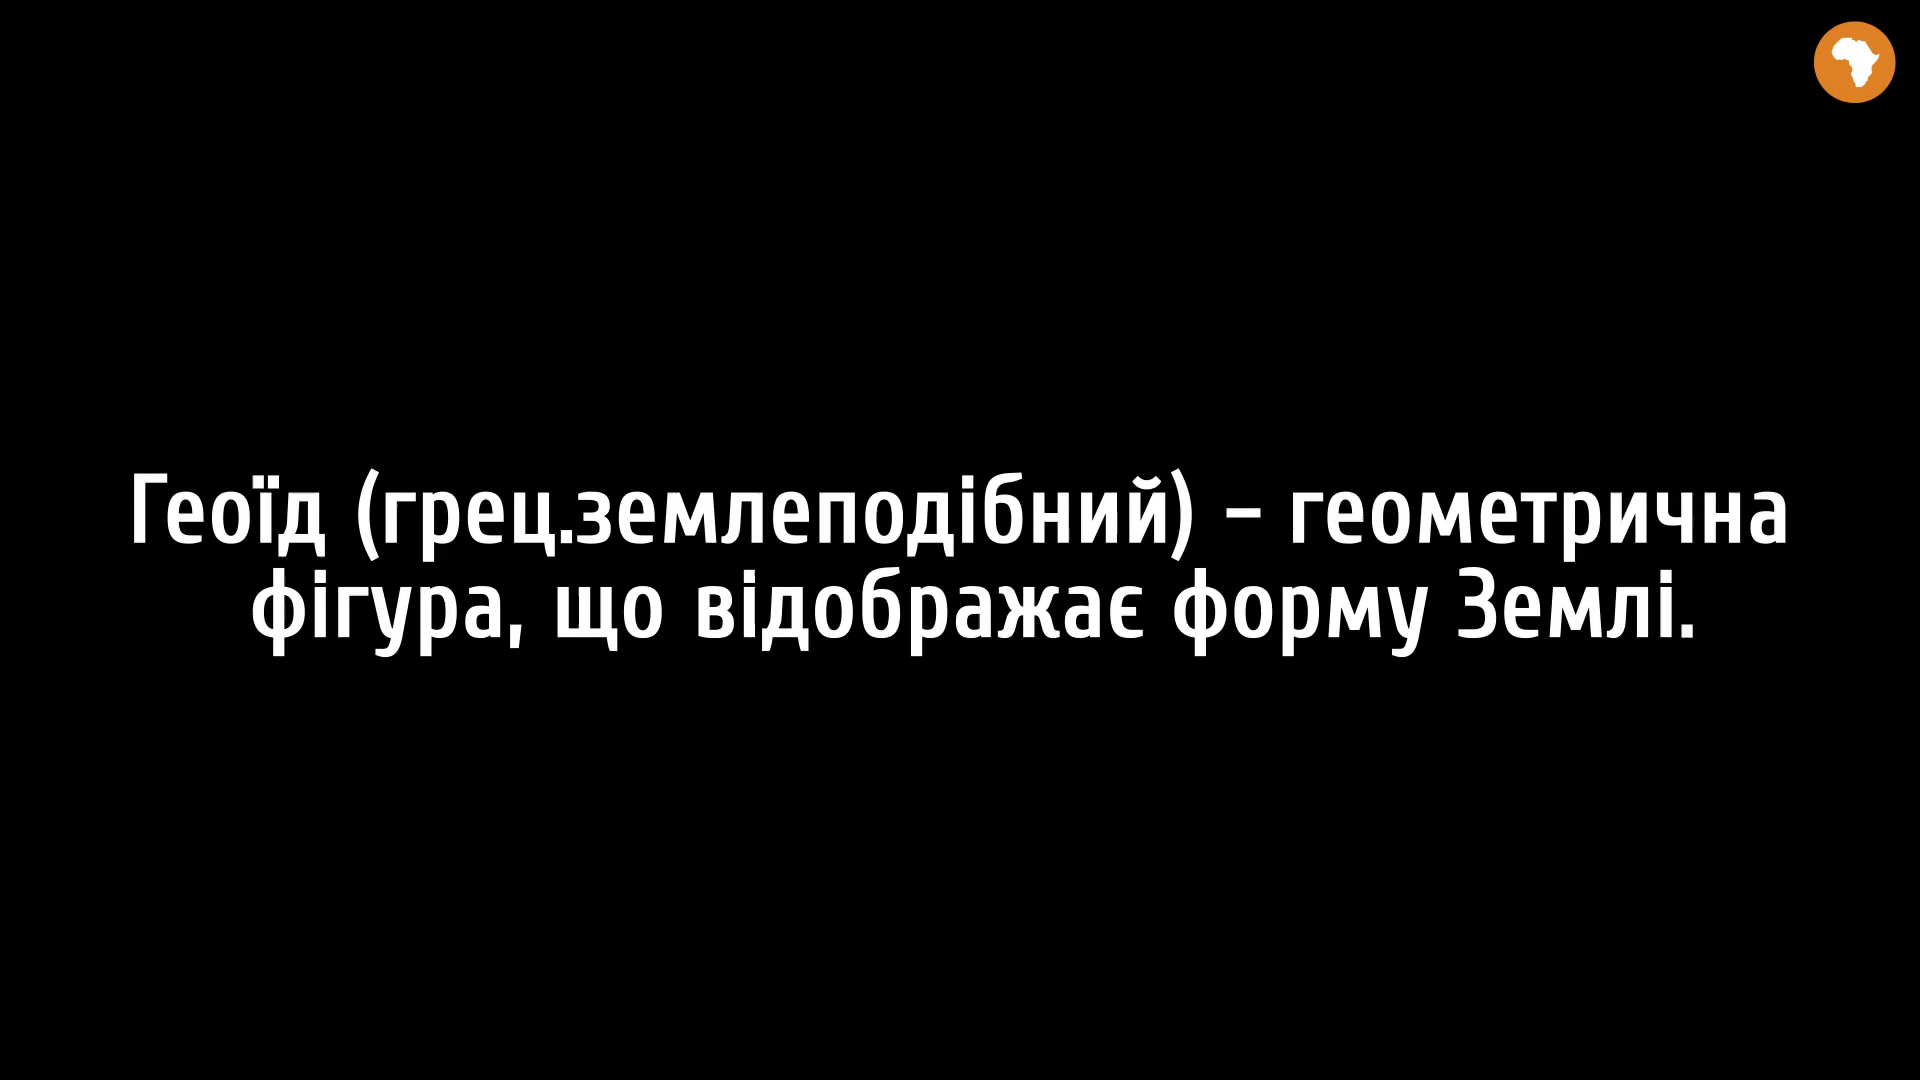 Геоїд (грец.землеподібний) – геометрична
фігура, що відображає форму Землі.